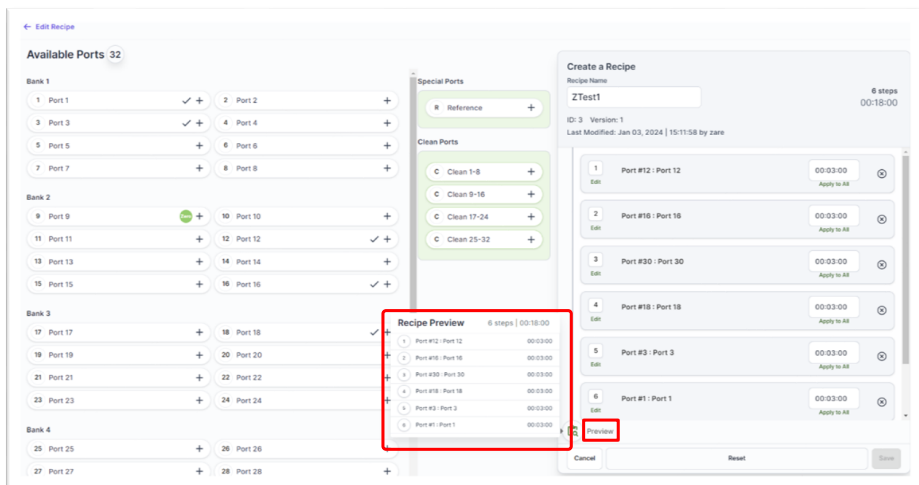 ← Edit Recipe
Available Ports 32
Bank 1
1 Port 1 ✓ +
2 Port 2 +
3 Port 3 ✓ +
4 Port 4 +
5 Port 5 +
6 Port 6 +
7 Port 7 +
8 Port 8 +
Bank 2
9 Port 9 +
10 Port 10 +
11 Port 11 +
12 Port 12 ✓ +
13 Port 13 +
14 Port 14 +
15 Port 15 +
16 Port 16 ✓ +
Bank 3
17 Port 17 +
18 Port 18 ✓ +
19 Port 19 +
20 Port 20 +
21 Port 21 +
22 Port 22 +
23 Port 23 +
24 Port 24 +
Bank 4
25 Port 25 +
26 Port 26 +
27 Port 27 +
28 Port 28 +
Special Ports
R Reference +
Clean Ports
C Clean 1-8 +
C Clean 9-16 +
C Clean 17-24 +
C Clean 25-32 +
Recipe Preview 6 steps | 00:18:00
1 Port #12 : Port 12 00:03:00
2 Port #16 : Port 16 00:03:00
3 Port #30 : Port 30 00:03:00
4 Port #18 : Port 18 00:03:00
5 Port #3 : Port 3 00:03:00
6 Port #1 : Port 1 00:03:00
Create a Recipe
Recipe Name
ZTest1
6 steps
00:18:00
ID: 3 Version: 1
Last Modified: Jan 03, 2024 | 15:11:58 by zare
1 Port #12 : Port 12 00:03:00
Edit Apply to All
2 Port #16 : Port 16 00:03:00
Edit Apply to All
3 Port #30 : Port 30 00:03:00
Edit Apply to All
4 Port #18 : Port 18 00:03:00
Edit Apply to All
5 Port #3 : Port 3 00:03:00
Edit Apply to All
6 Port #1 : Port 1 00:03:00
Edit Apply to All
Preview
Cancel Reset Save